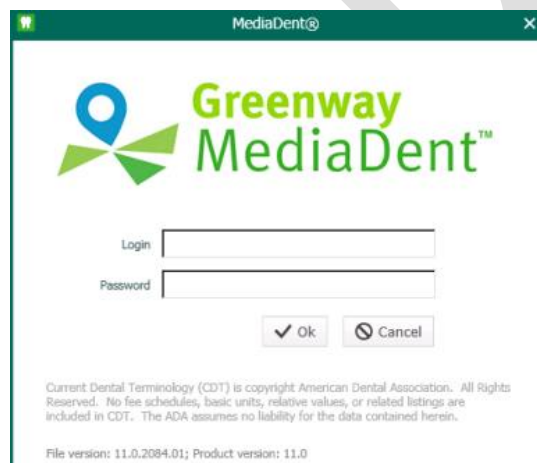 MediaDent®
Greenway
MediaDent™
Login
Password
Ok
Cancel
Current Dental Terminology (CDT) is copyright American Dental Association. All Rights
Reserved. No fee schedules, basic units, relative values, or related listings are
included in CDT. The ADA assumes no liability for the data contained herein.
File version: 11.0.2084.01; Product version: 11.0